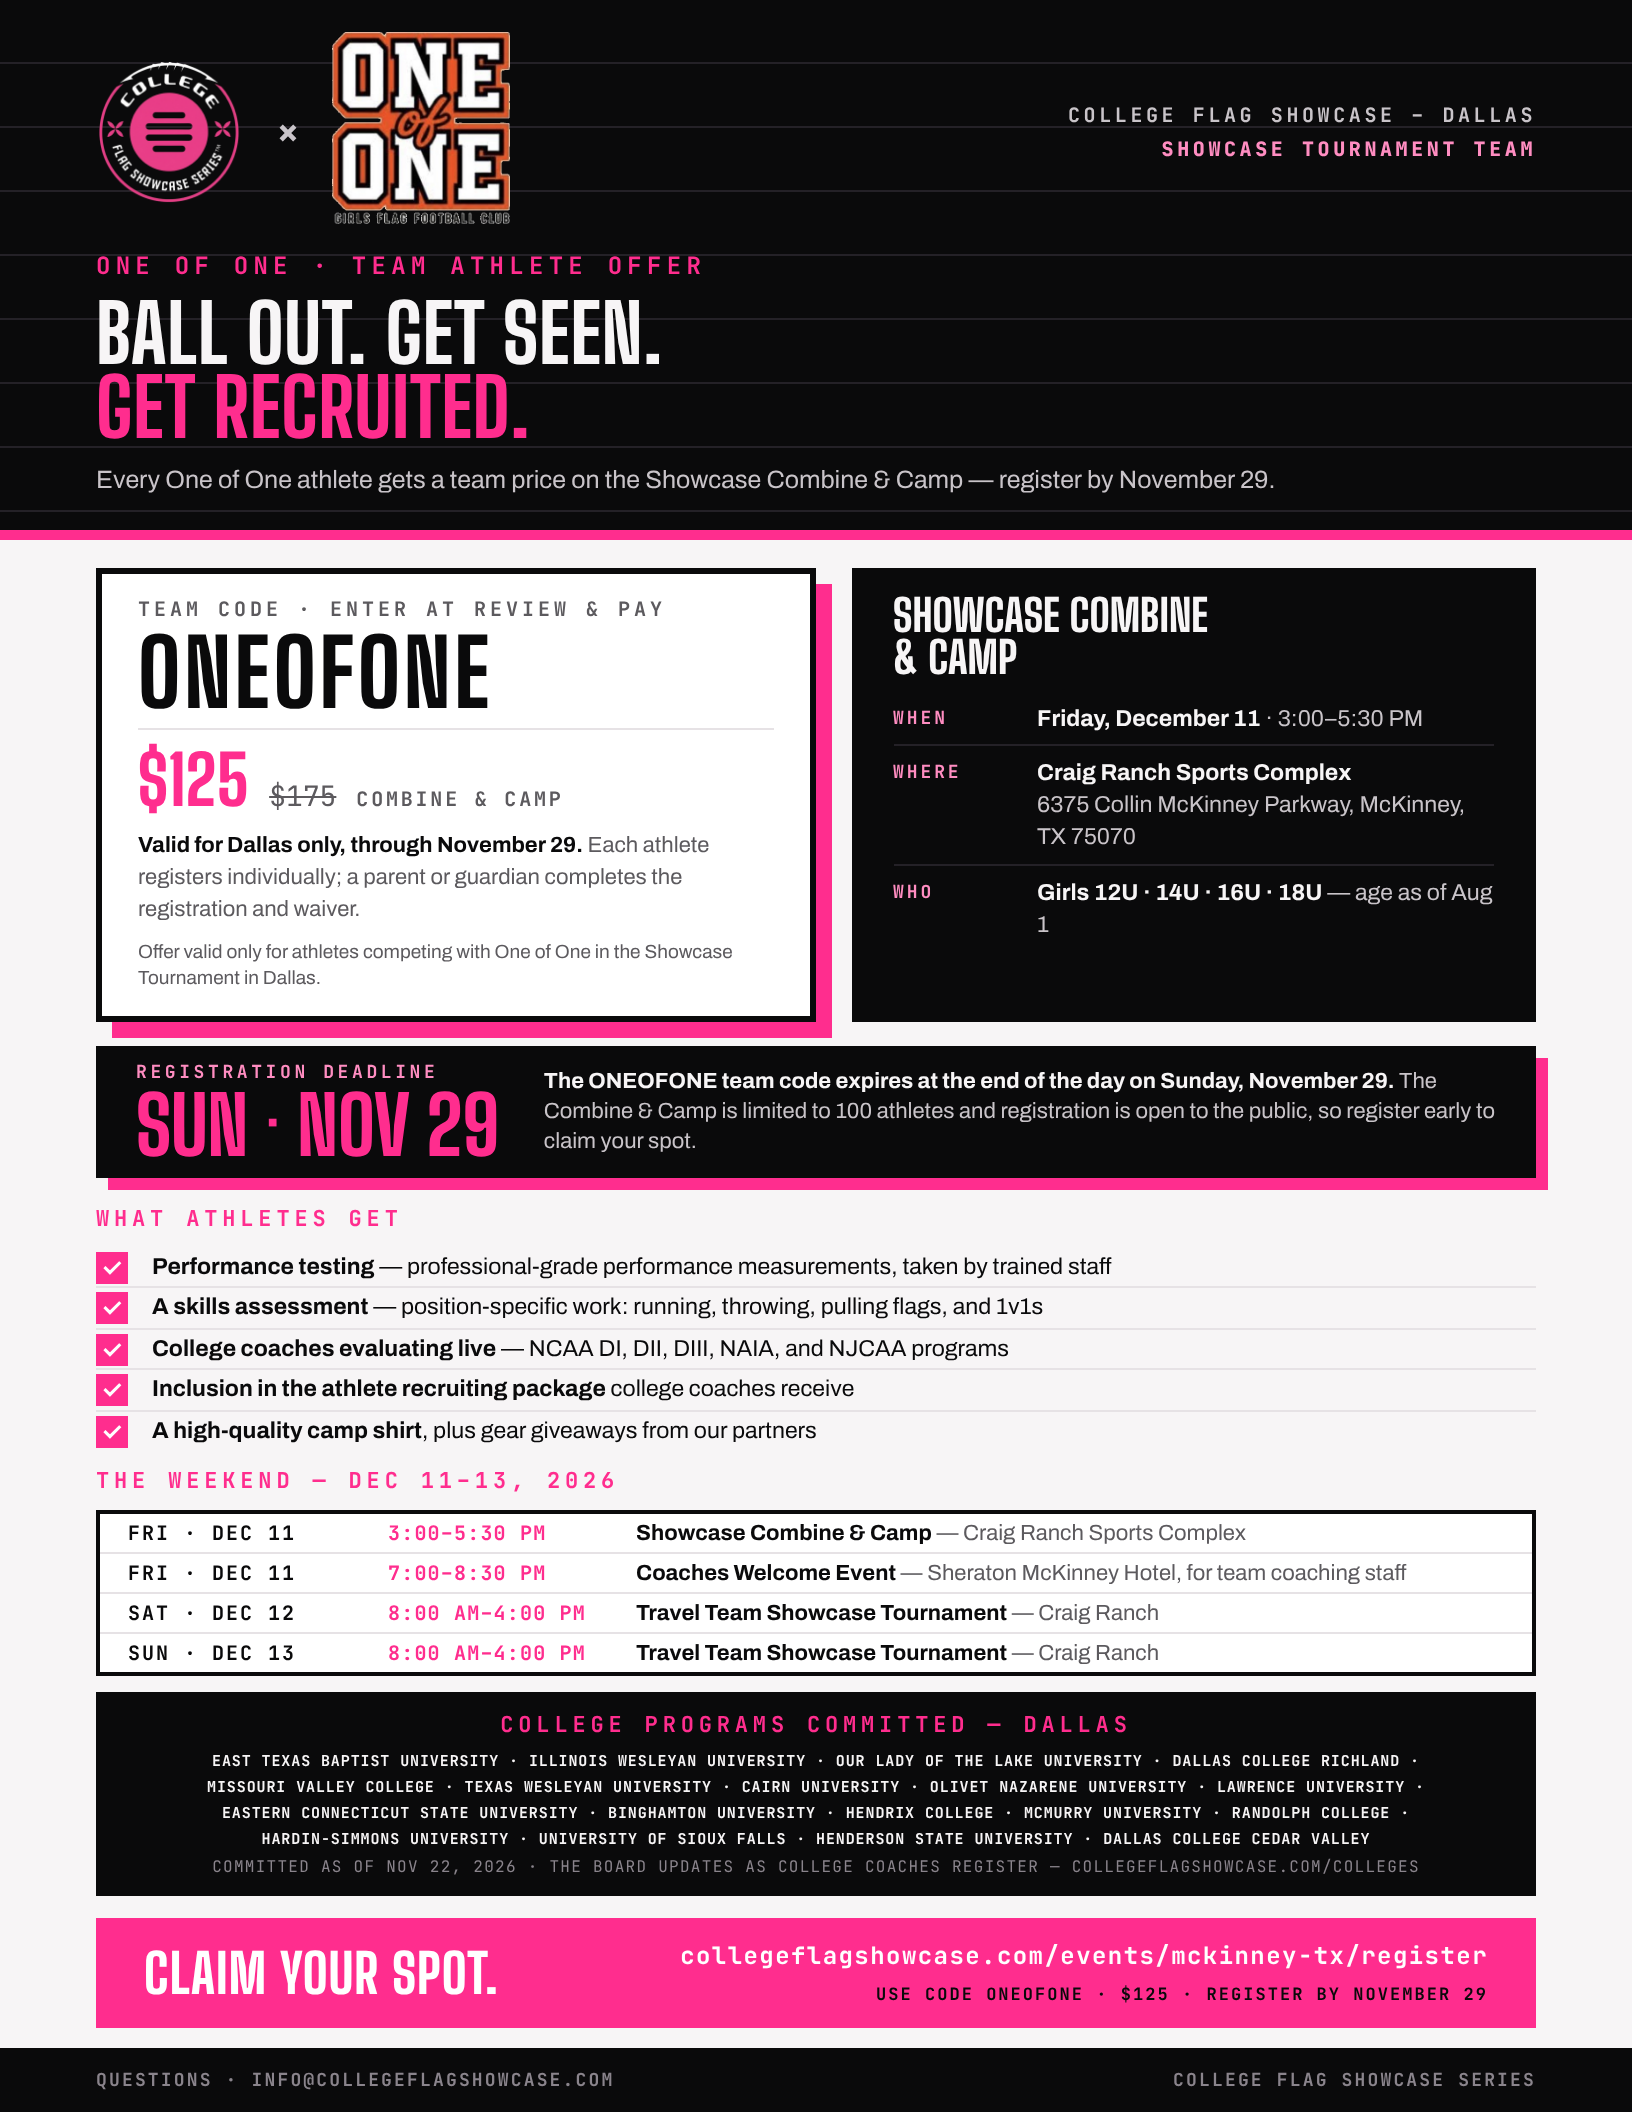 COLLEGE
FLAG SHOWCASE SERIES™
×
ONE
of
ONE
GIRLS FLAG FOOTBALL CLUB
COLLEGE FLAG SHOWCASE – DALLAS
SHOWCASE TOURNAMENT TEAM
ONE OF ONE · TEAM ATHLETE OFFER
BALL OUT. GET SEEN.
GET RECRUITED.
Every One of One athlete gets a team price on the Showcase Combine & Camp — register by November 29.
TEAM CODE · ENTER AT REVIEW & PAY
ONEOFONE
$125 $175 COMBINE & CAMP
Valid for Dallas only, through November 29. Each athlete
registers individually; a parent or guardian completes the
registration and waiver.
Offer valid only for athletes competing with One of One in the Showcase
Tournament in Dallas.
SHOWCASE COMBINE
& CAMP
WHEN Friday, December 11 · 3:00–5:30 PM
WHERE Craig Ranch Sports Complex
6375 Collin McKinney Parkway, McKinney,
TX 75070
WHO Girls 12U · 14U · 16U · 18U — age as of Aug
1
REGISTRATION DEADLINE
SUN · NOV 29
The ONEOFONE team code expires at the end of the day on Sunday, November 29. The
Combine & Camp is limited to 100 athletes and registration is open to the public, so register early to
claim your spot.
WHAT ATHLETES GET
Performance testing — professional-grade performance measurements, taken by trained staff
A skills assessment — position-specific work: running, throwing, pulling flags, and 1v1s
College coaches evaluating live — NCAA DI, DII, DIII, NAIA, and NJCAA programs
Inclusion in the athlete recruiting package college coaches receive
A high-quality camp shirt, plus gear giveaways from our partners
THE WEEKEND — DEC 11–13, 2026
FRI · DEC 11 3:00–5:30 PM Showcase Combine & Camp — Craig Ranch Sports Complex
FRI · DEC 11 7:00–8:30 PM Coaches Welcome Event — Sheraton McKinney Hotel, for team coaching staff
SAT · DEC 12 8:00 AM–4:00 PM Travel Team Showcase Tournament — Craig Ranch
SUN · DEC 13 8:00 AM–4:00 PM Travel Team Showcase Tournament — Craig Ranch
COLLEGE PROGRAMS COMMITTED — DALLAS
EAST TEXAS BAPTIST UNIVERSITY · ILLINOIS WESLEYAN UNIVERSITY · OUR LADY OF THE LAKE UNIVERSITY · DALLAS COLLEGE RICHLAND ·
MISSOURI VALLEY COLLEGE · TEXAS WESLEYAN UNIVERSITY · CAIRN UNIVERSITY · OLIVET NAZARENE UNIVERSITY · LAWRENCE UNIVERSITY ·
EASTERN CONNECTICUT STATE UNIVERSITY · BINGHAMTON UNIVERSITY · HENDRIX COLLEGE · MCMURRY UNIVERSITY · RANDOLPH COLLEGE ·
HARDIN-SIMMONS UNIVERSITY · UNIVERSITY OF SIOUX FALLS · HENDERSON STATE UNIVERSITY · DALLAS COLLEGE CEDAR VALLEY
COMMITTED AS OF NOV 22, 2026 · THE BOARD UPDATES AS COLLEGE COACHES REGISTER — COLLEGEFLAGSHOWCASE.COM/COLLEGES
CLAIM YOUR SPOT.
collegeflagshowcase.com/events/mckinney-tx/register
USE CODE ONEOFONE · $125 · REGISTER BY NOVEMBER 29
QUESTIONS · INFO@COLLEGEFLAGSHOWCASE.COM
COLLEGE FLAG SHOWCASE SERIES